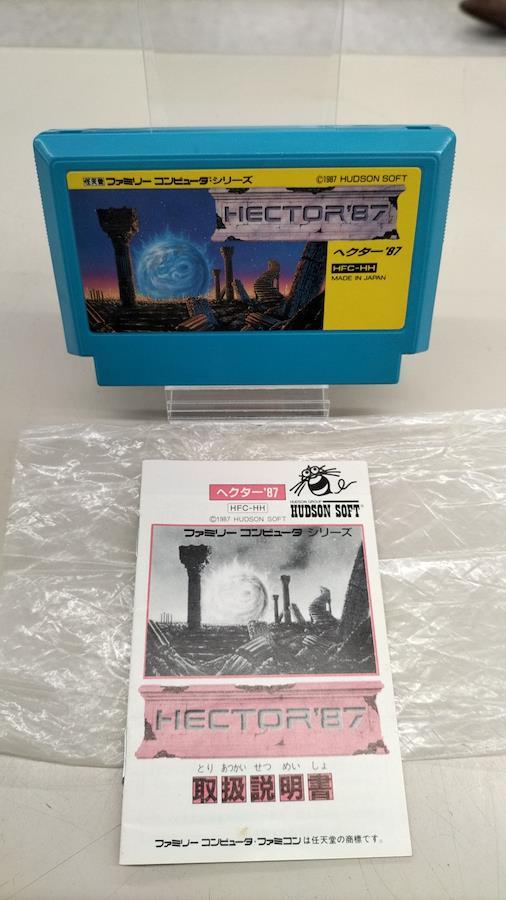 任天堂 ファミリー コンピュータ・シリーズ
©1987 HUDSON SOFT
HECTOR'87
ヘクター'87
HFC-HH
MADE IN JAPAN
ヘクター'87
HFC-HH
©1987 HUDSON SOFT
HUDSON GROUP
HUDSON SOFT®
ファミリー コンピュータ シリーズ
HECTOR'87
とり あつかい せつ めい しょ
取扱説明書
ファミリー コンピュータ・ファミコンは任天堂の商標です。